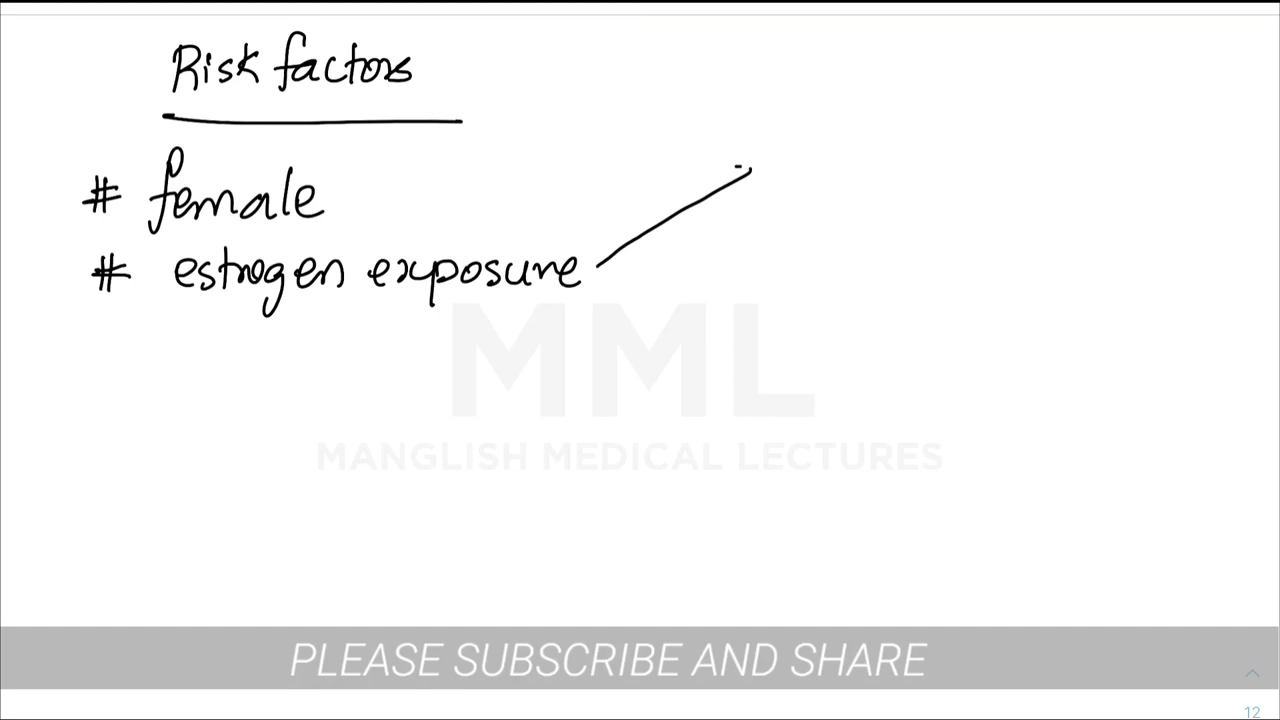 Risk factors
# female
# estrogen exposure
MML
MANGLISH MEDICAL LECTURES
PLEASE SUBSCRIBE AND SHARE
12